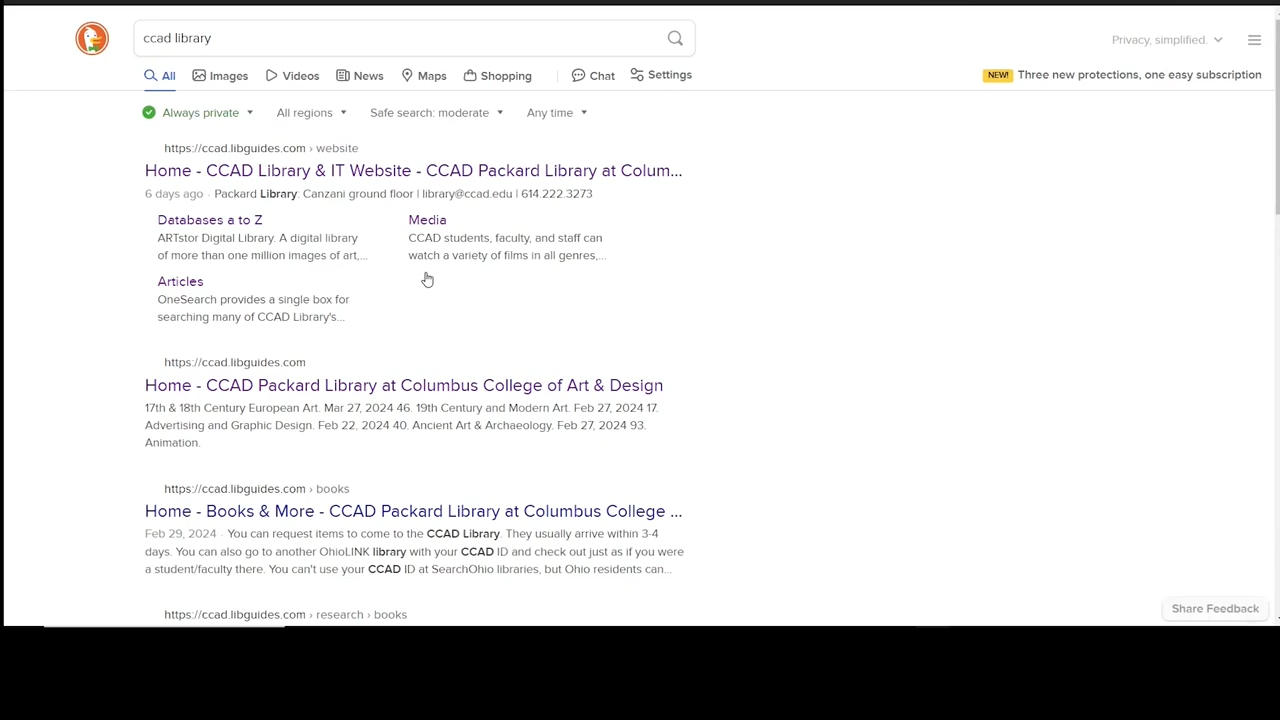 ccad library
Privacy, simplified.
All Images Videos News Maps Shopping Chat Settings
NEW! Three new protections, one easy subscription
Always private All regions Safe search: moderate Any time
https://ccad.libguides.com › website
Home - CCAD Library & IT Website - CCAD Packard Library at Colum...
6 days ago · Packard Library: Canzani ground floor | library@ccad.edu | 614.222.3273
Databases a to Z
ARTstor Digital Library. A digital library
of more than one million images of art,...
Media
CCAD students, faculty, and staff can
watch a variety of films in all genres,...
Articles
OneSearch provides a single box for
searching many of CCAD Library's...
https://ccad.libguides.com
Home - CCAD Packard Library at Columbus College of Art & Design
17th & 18th Century European Art. Mar 27, 2024 46. 19th Century and Modern Art. Feb 27, 2024 17.
Advertising and Graphic Design. Feb 22, 2024 40. Ancient Art & Archaeology. Feb 27, 2024 93.
Animation.
https://ccad.libguides.com › books
Home - Books & More - CCAD Packard Library at Columbus College ...
Feb 29, 2024 · You can request items to come to the CCAD Library. They usually arrive within 3-4
days. You can also go to another OhioLINK library with your CCAD ID and check out just as if you were
a student/faculty there. You can't use your CCAD ID at SearchOhio libraries, but Ohio residents can...
https://ccad.libguides.com › research › books
Share Feedback